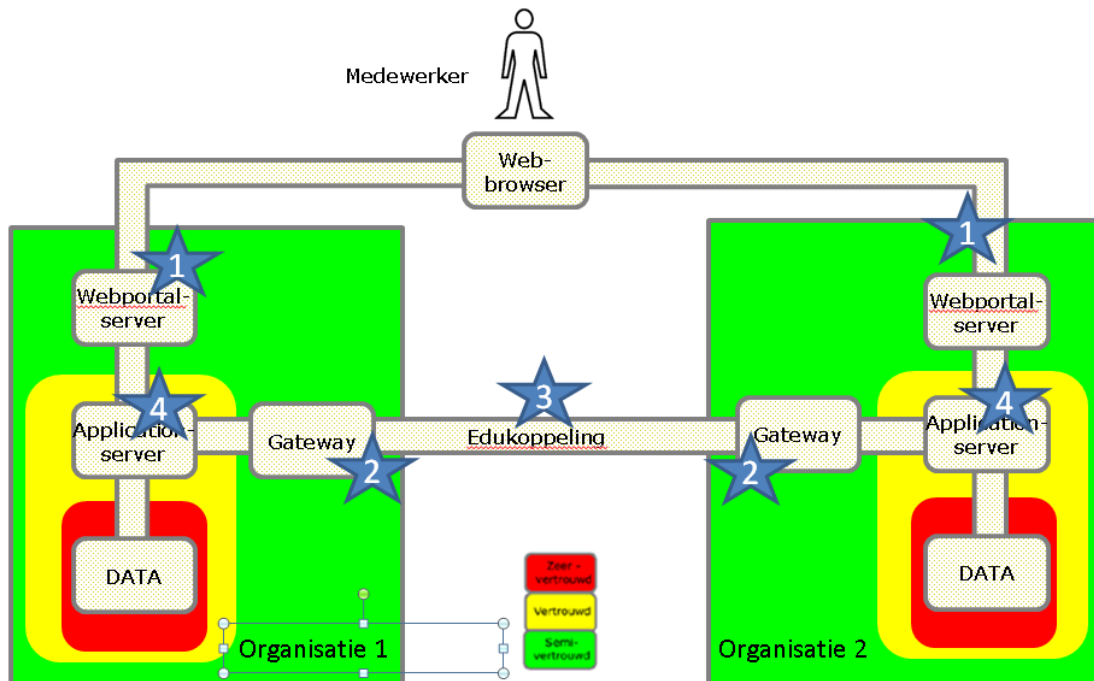 Medewerker
Web-
browser
1
1
Webportal-
server
Webportal-
server
4
3
4
Application-
server
Gateway
Edukoppeling
Gateway
Application-
server
2
2
DATA
DATA
Zeer -
vertrouwd
Vertrouwd
Semi-
vertrouwd
Organisatie 1
Organisatie 2